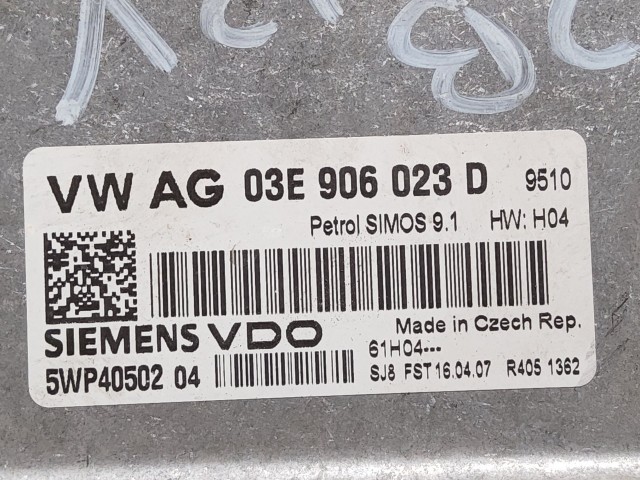 VW AG 03E 906 023 D 9510
Petrol SIMOS 9.1 HW: H04
SIEMENS VDO Made in Czech Rep.
61H04---
5WP40502 04 SJ8 FST 16.04.07 R405 1362